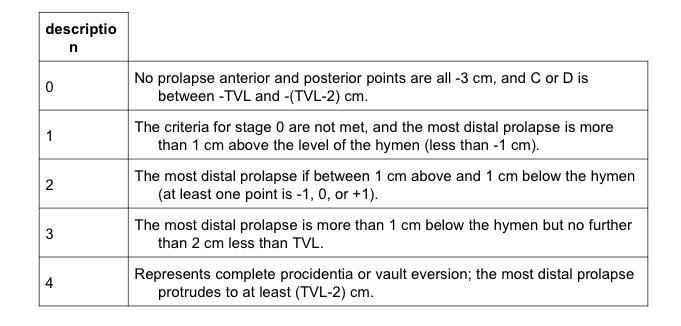 descriptio
n
0
No prolapse anterior and posterior points are all -3 cm, and C or D is
between -TVL and -(TVL-2) cm.
1
The criteria for stage 0 are not met, and the most distal prolapse is more
than 1 cm above the level of the hymen (less than -1 cm).
2
The most distal prolapse if between 1 cm above and 1 cm below the hymen
(at least one point is -1, 0, or +1).
3
The most distal prolapse is more than 1 cm below the hymen but no further
than 2 cm less than TVL.
4
Represents complete procidentia or vault eversion; the most distal prolapse
protrudes to at least (TVL-2) cm.